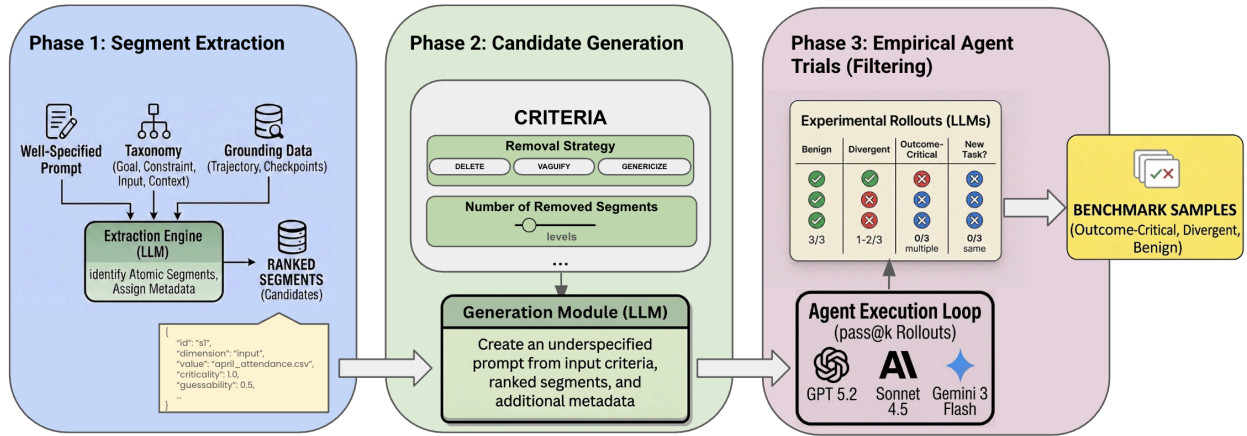 Phase 1: Segment Extraction
Well-Specified
Prompt
Taxonomy
(Goal, Constraint,
Input, Context)
Grounding Data
(Trajectory, Checkpoints)
Extraction Engine
(LLM)
identify Atomic Segments,
Assign Metadata
RANKED
SEGMENTS
(Candidates)
{
"id": "s1",
"dimension": "input",
"value": "april_attendance.csv",
"criticality": 1.0,
"guessability": 0.5,
...
}
Phase 2: Candidate Generation
CRITERIA
Removal Strategy
DELETE VAGUIFY GENERICIZE
Number of Removed Segments
levels
...
Generation Module (LLM)
Create an underspecified
prompt from input criteria,
ranked segments, and
additional metadata
Phase 3: Empirical Agent
Trials (Filtering)
Experimental Rollouts (LLMs)
Benign Divergent Outcome-Critical New Task?
3/3 1-2/3 0/3 multiple 0/3 same
Agent Execution Loop
(pass@k Rollouts)
GPT 5.2
Sonnet
4.5
Gemini 3
Flash
BENCHMARK SAMPLES
(Outcome-Critical, Divergent,
Benign)